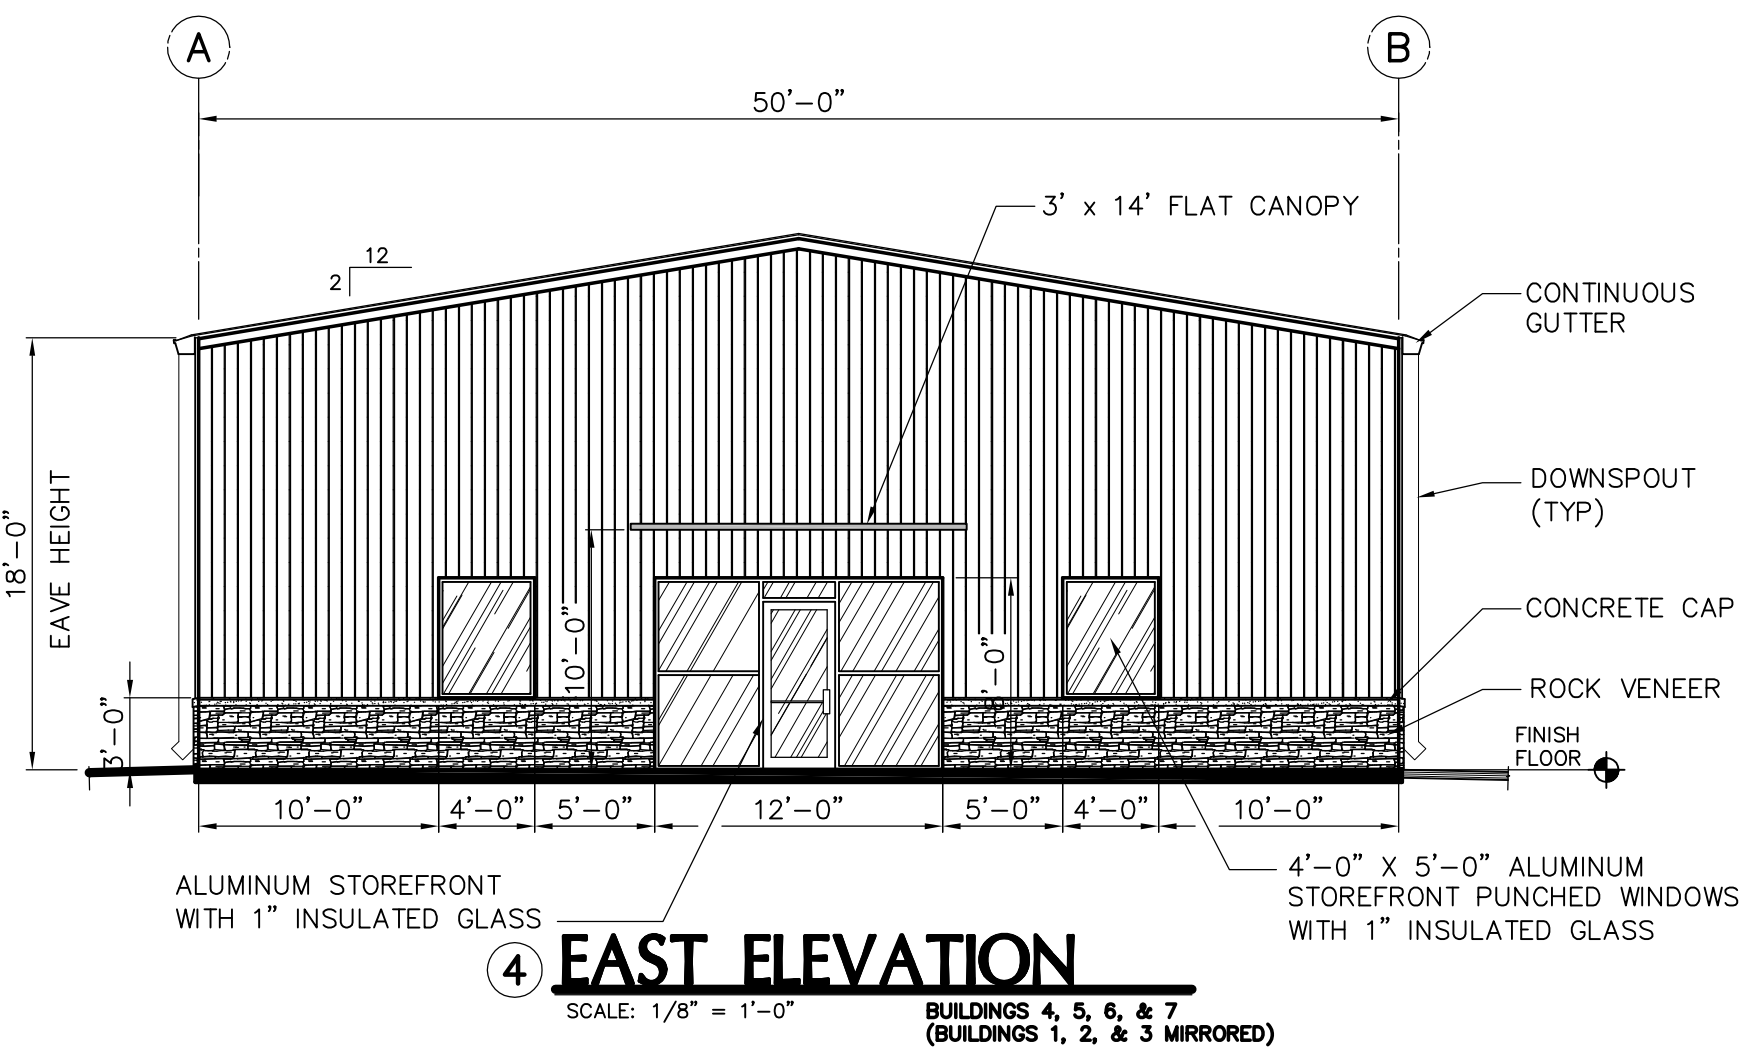 A
B
50'-0"
3' x 14' FLAT CANOPY
12
2
CONTINUOUS
GUTTER
18'-0"
EAVE HEIGHT
DOWNSPOUT
(TYP)
10'-0"
CONCRETE CAP
ROCK VENEER
3'-0"
FINISH
FLOOR
10'-0"
4'-0"
5'-0"
12'-0"
5'-0"
4'-0"
10'-0"
ALUMINUM STOREFRONT
WITH 1" INSULATED GLASS
4'-0" X 5'-0" ALUMINUM
STOREFRONT PUNCHED WINDOWS
WITH 1" INSULATED GLASS
4
EAST ELEVATION
SCALE: 1/8" = 1'-0"
BUILDINGS 4, 5, 6, & 7
(BUILDINGS 1, 2, & 3 MIRRORED)